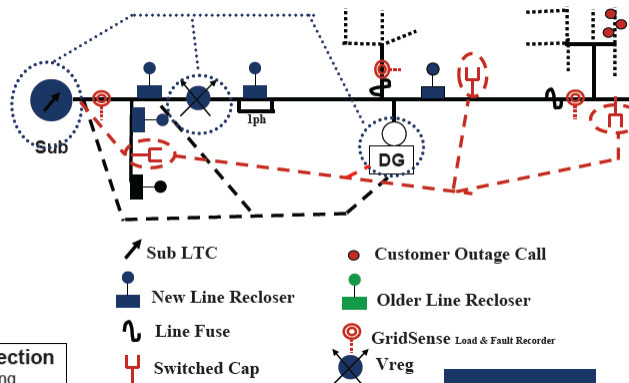 Sub
1ph
DG
Sub LTC
Customer Outage Call
New Line Recloser
Older Line Recloser
Line Fuse
GridSense Load & Fault Recorder
Switched Cap
Vreg
ection